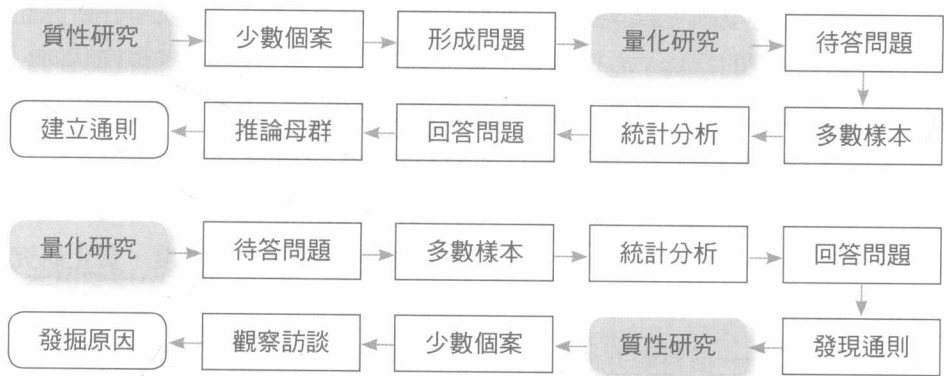 質性研究 少數個案 形成問題 量化研究 待答問題
建立通則 推論母群 回答問題 統計分析 多數樣本
量化研究 待答問題 多數樣本 統計分析 回答問題
發掘原因 觀察訪談 少數個案 質性研究 發現通則